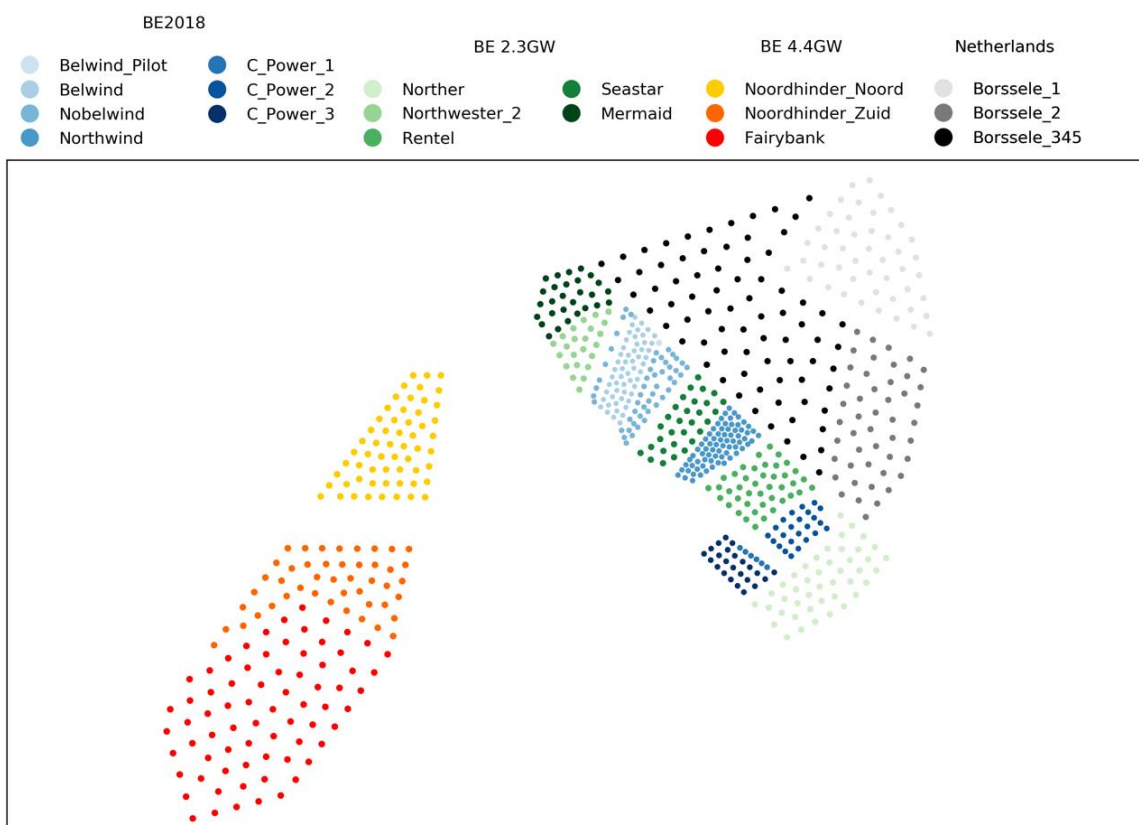 BE2018
BE 2.3GW
BE 4.4GW
Netherlands
Belwind_Pilot
C_Power_1
Belwind
C_Power_2
Norther
Seastar
Noordhinder_Noord
Borssele_1
Nobelwind
C_Power_3
Northwester_2
Mermaid
Noordhinder_Zuid
Borssele_2
Northwind
Rentel
Fairybank
Borssele_345